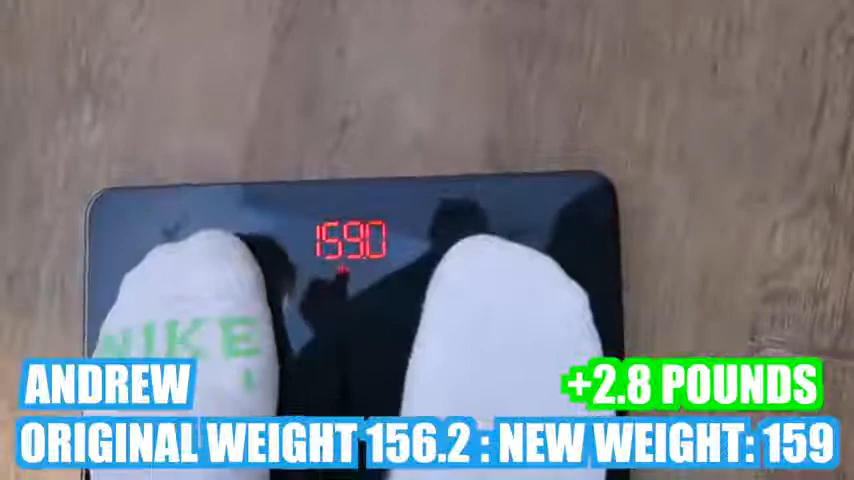 159.0
NIKE
ANDREW
+2.8 POUNDS
ORIGINAL WEIGHT 156.2 : NEW WEIGHT: 159